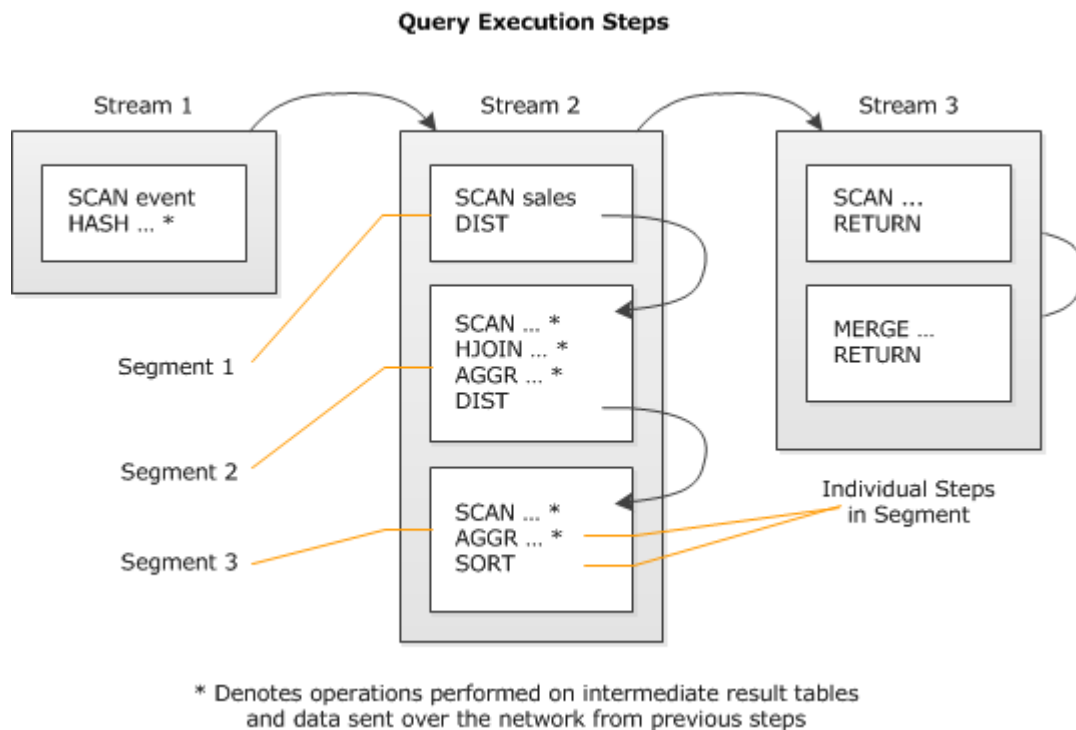 Query Execution Steps
Stream 1
SCAN event
HASH ... *
Stream 2
SCAN sales
DIST
SCAN ... *
HJOIN ... *
AGGR ... *
DIST
SCAN ... *
AGGR ... *
SORT
Segment 1
Segment 2
Segment 3
Stream 3
SCAN ...
RETURN
MERGE ...
RETURN
Individual Steps
in Segment
* Denotes operations performed on intermediate result tables
and data sent over the network from previous steps